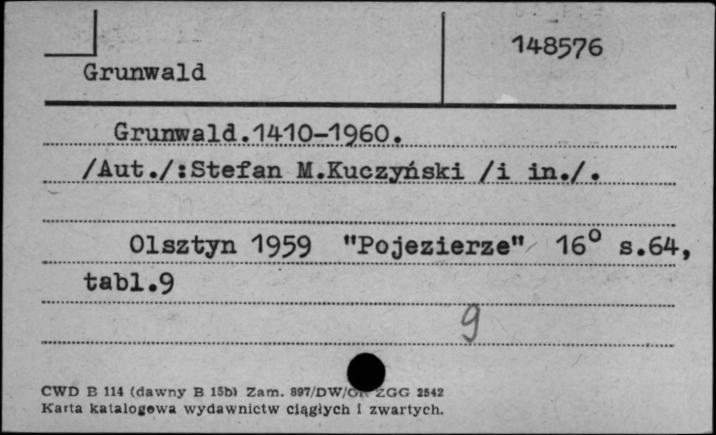 148576
Grunwald
Grunwald.1410-1960.
/Aut./:Stefan M.Kuczyński /i in./.
Olsztyn 1959 "Pojezierze" 16° s.64,
tabl.9
9
CWD B 114 (dawny B 15b) Zam. 897/DW/ ZGG 2542
Karta katalogowa wydawnictw ciągłych i zwartych.